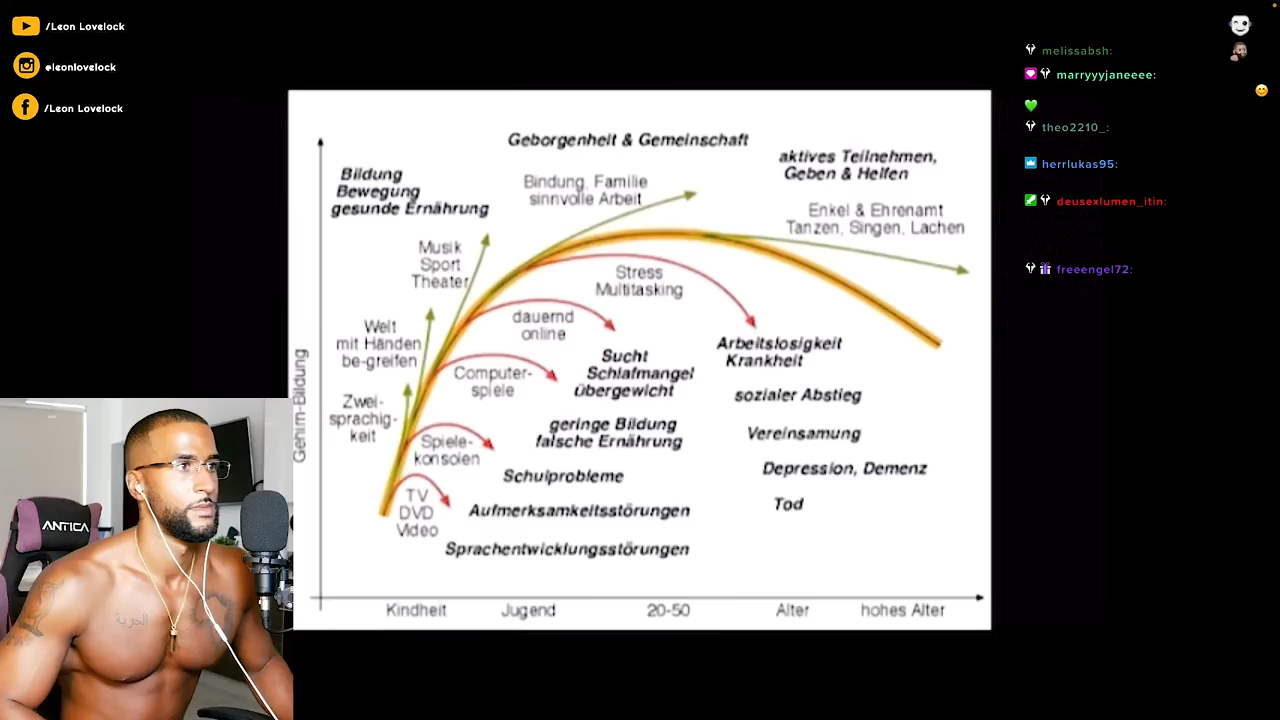 /Leon Lovelock
@leonlovelock
/Leon Lovelock
Geborgenheit & Gemeinschaft
aktives Teilnehmen,
Geben & Helfen
Bildung
Bewegung
gesunde Ernährung
Bindung, Familie
sinnvolle Arbeit
Enkel & Ehrenamt
Tanzen, Singen, Lachen
Musik
Sport
Theater
Stress
Multitasking
Welt
mit Händen
be-greifen
dauernd
online
Arbeitslosigkeit
Krankheit
Sucht
Schlafmangel
übergewicht
Computer-
spiele
sozialer Abstieg
Zwei-
sprachig-
keit
geringe Bildung
falsche Ernährung
Vereinsamung
Spiele-
konsolen
Schulprobleme
Depression, Demenz
TV
DVD
Video
Aufmerksamkeitsstörungen
Tod
Sprachentwicklungsstörungen
Gehirn-Bildung
Kindheit
Jugend
20-50
Alter
hohes Alter
melissabsh:
marryyyjaneeee:
theo2210_:
herrlukas95:
deusexlumen_itin:
freeengel72:
ANTICA
الحرية